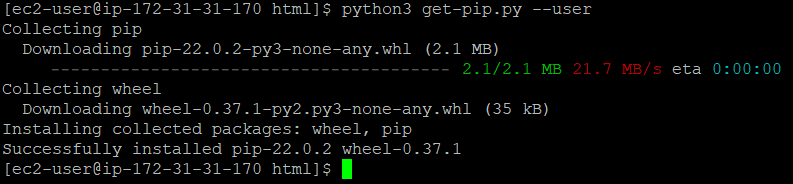 [ec2-user@ip-172-31-31-170 html]$ python3 get-pip.py --user
Collecting pip
  Downloading pip-22.0.2-py3-none-any.whl (2.1 MB)
     ---------------------------------------- 2.1/2.1 MB 21.7 MB/s eta 0:00:00
Collecting wheel
  Downloading wheel-0.37.1-py2.py3-none-any.whl (35 kB)
Installing collected packages: wheel, pip
Successfully installed pip-22.0.2 wheel-0.37.1
[ec2-user@ip-172-31-31-170 html]$